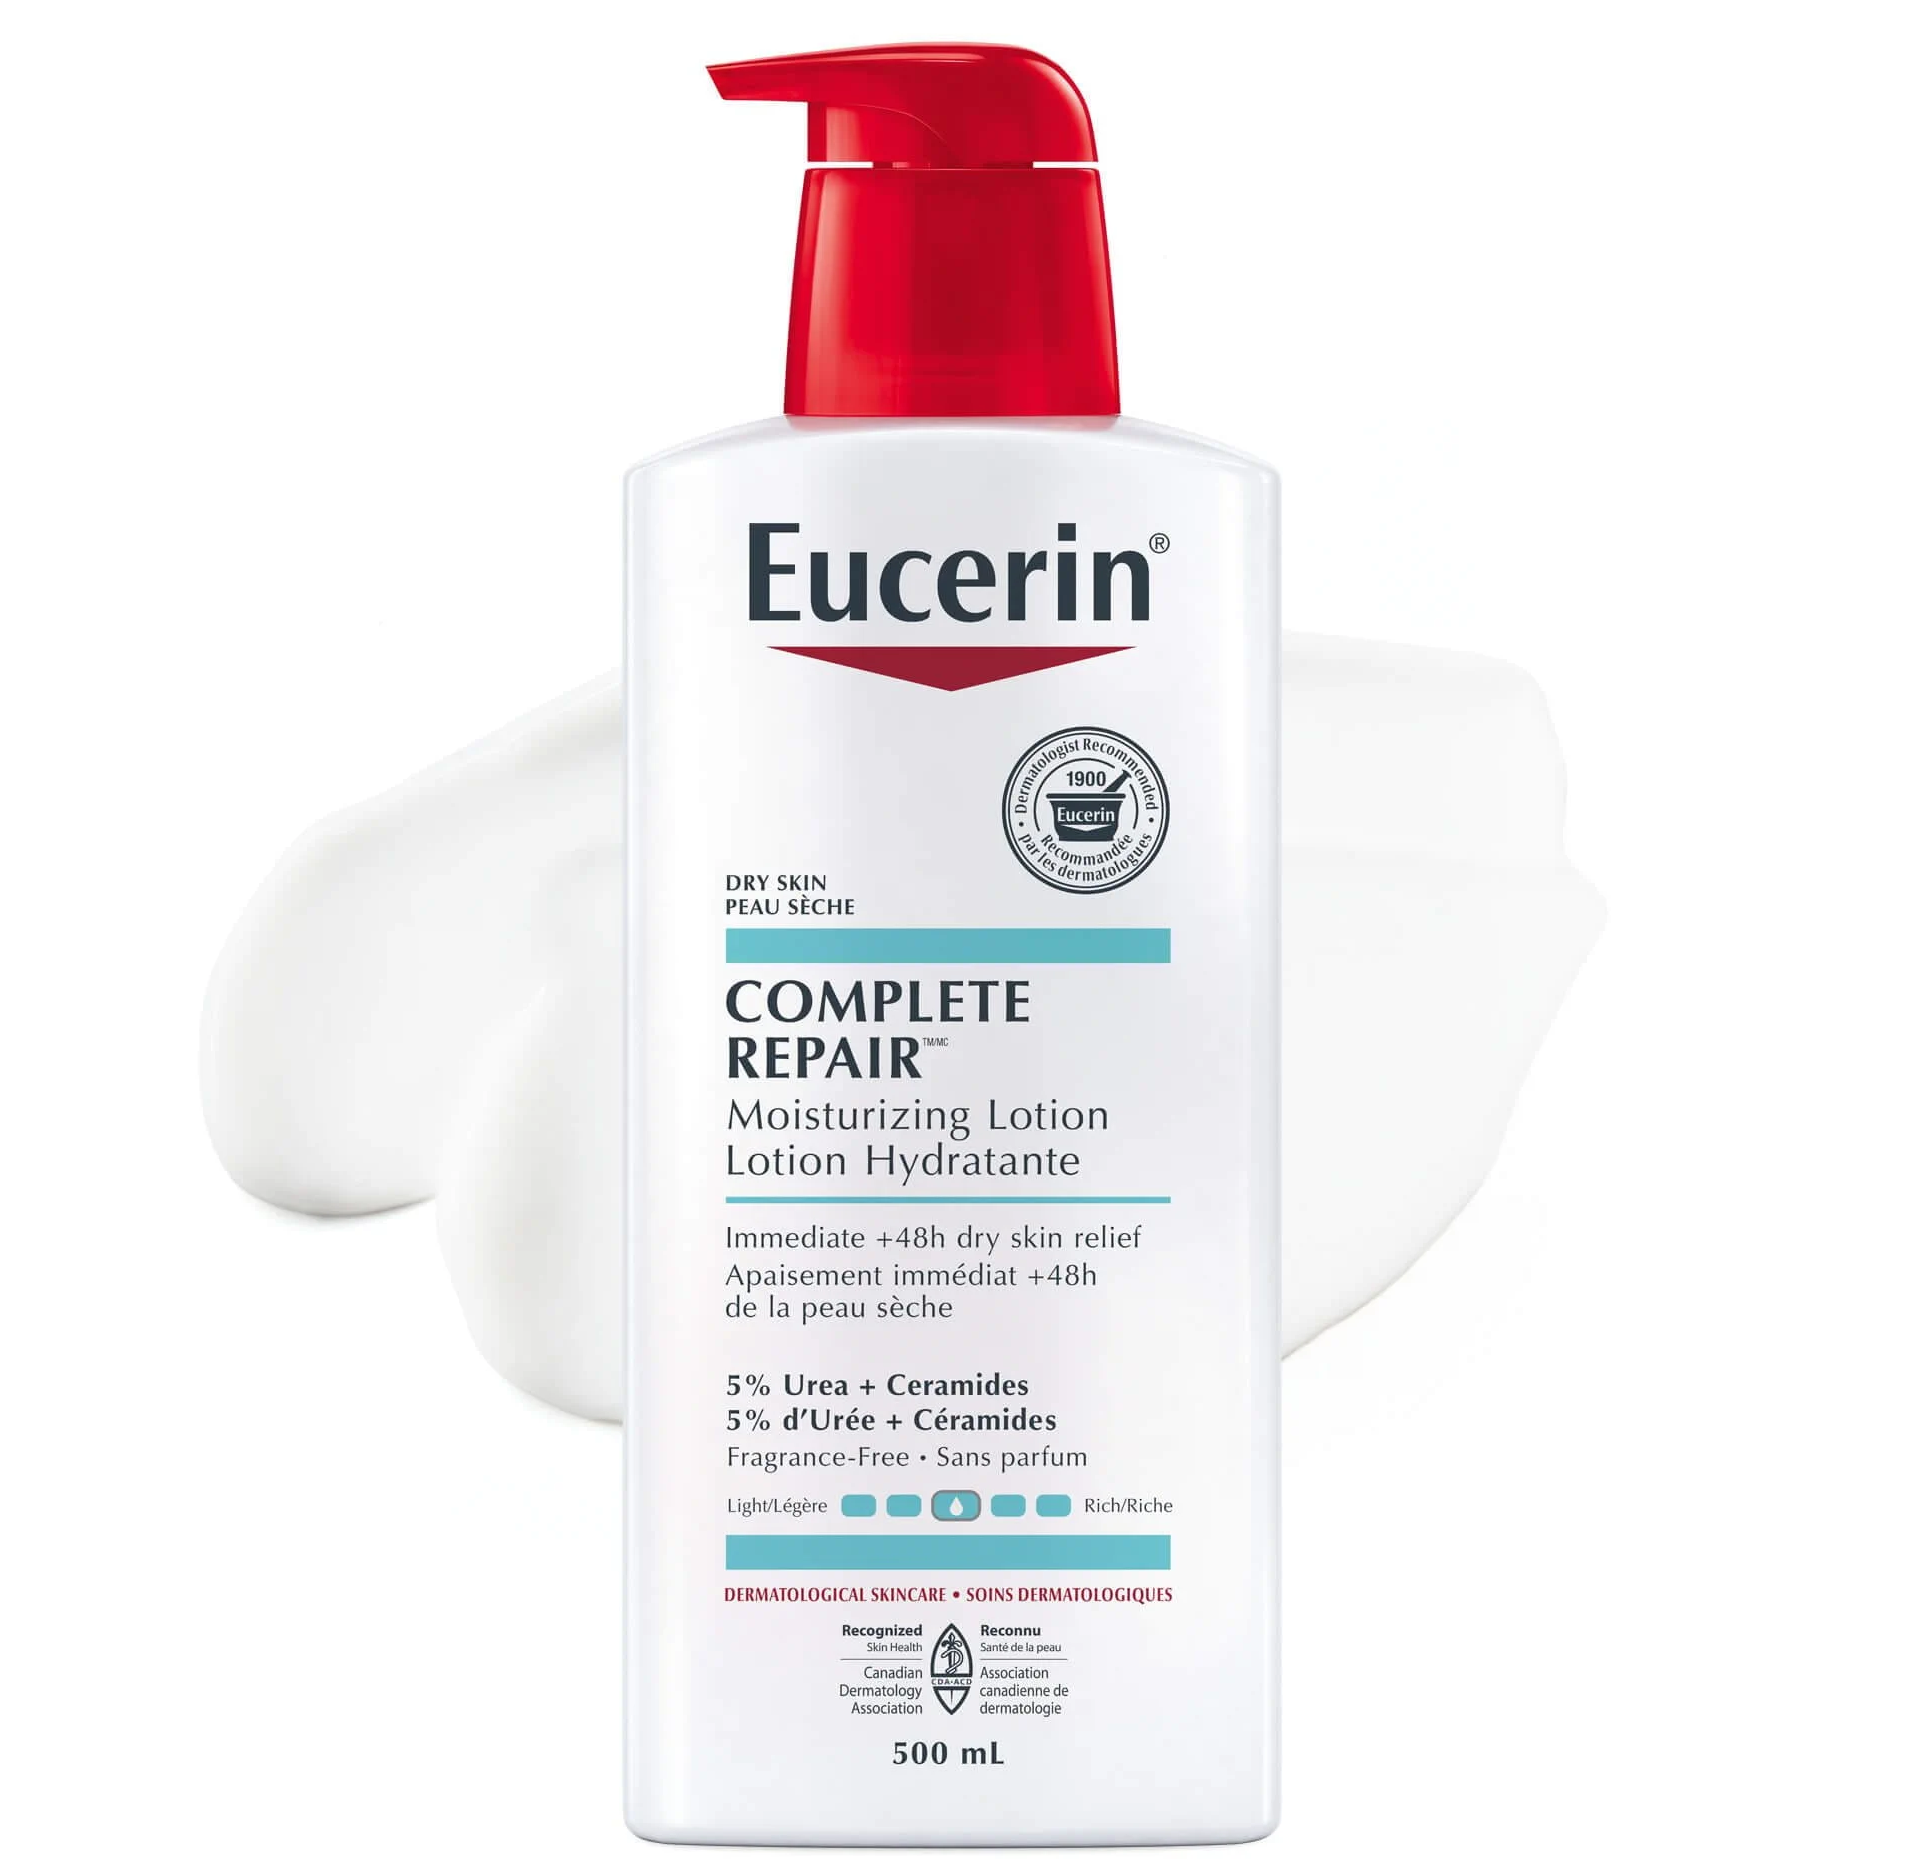 Eucerin®
Dermatologist Recommended
1900
Eucerin
Recommandée
par les dermatologues
DRY SKIN
PEAU SÈCHE
COMPLETE
REPAIR™/MC
Moisturizing Lotion
Lotion Hydratante
Immediate +48h dry skin relief
Apaisement immédiat +48h
de la peau sèche
5% Urea + Ceramides
5% d'Urée + Céramides
Fragrance-Free • Sans parfum
Light/Légère Rich/Riche
DERMATOLOGICAL SKINCARE • SOINS DERMATOLOGIQUES
Recognized
Skin Health
Canadian
Dermatology
Association
CDA·ACD
Reconnu
Santé de la peau
Association
canadienne de
dermatologie
500 mL